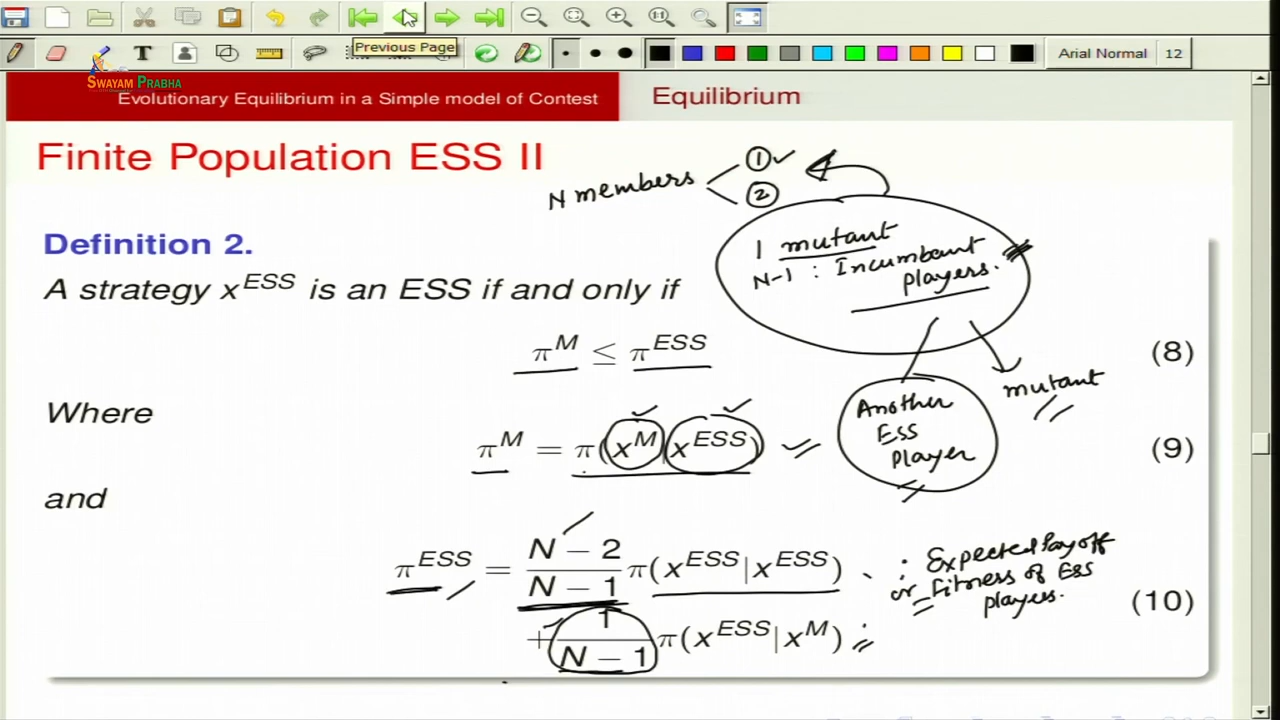 Arial Normal 12
Previous Page
SWAYAM PRABHA
Evolutionary Equilibrium in a Simple model of Contest
Equilibrium
Finite Population ESS II
N members
1
2
1 mutant
N-1 : Incumbant
players.
Definition 2.
A strategy x^ESS is an ESS if and only if
π^M ≤ π^ESS (8)
mutant
Another
ESS
Player
Where
π^M = π(x^M|x^ESS) (9)
and
π^ESS = N − 2 / N − 1 π(x^ESS|x^ESS) (10)
+ 1 / N − 1 π(x^ESS|x^M)
: Expected Payoff
or Fitness of ESS
players.